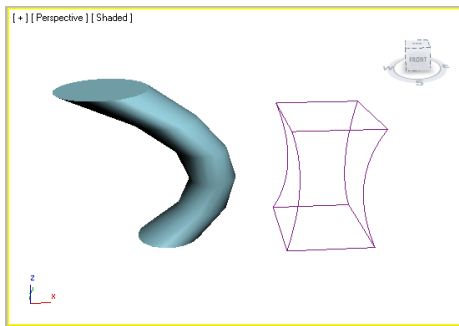 [ + ] [ Perspective ] [ Shaded ]
FRONT
W
S
z
x